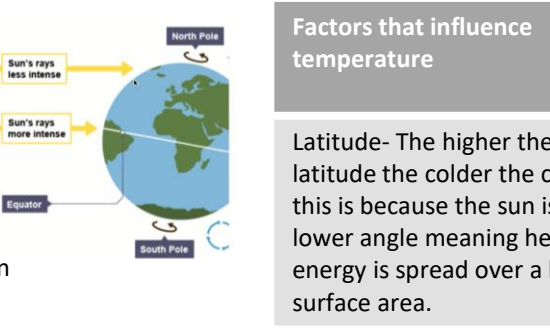 North Pole
Sun's rays
less intense
Sun's rays
more intense
Equator
South Pole
Factors that influence
temperature
Latitude- The higher the
latitude the colder the
this is because the sun
lower angle meaning
energy is spread over a
surface area.